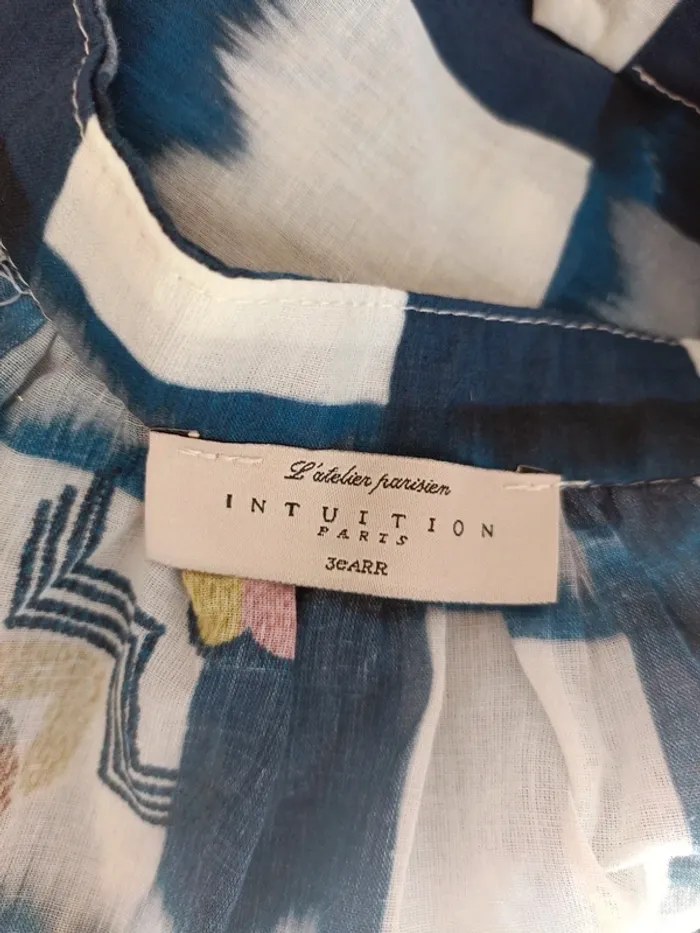 L'atelier parisien
INTUITION
PARIS
3eARR